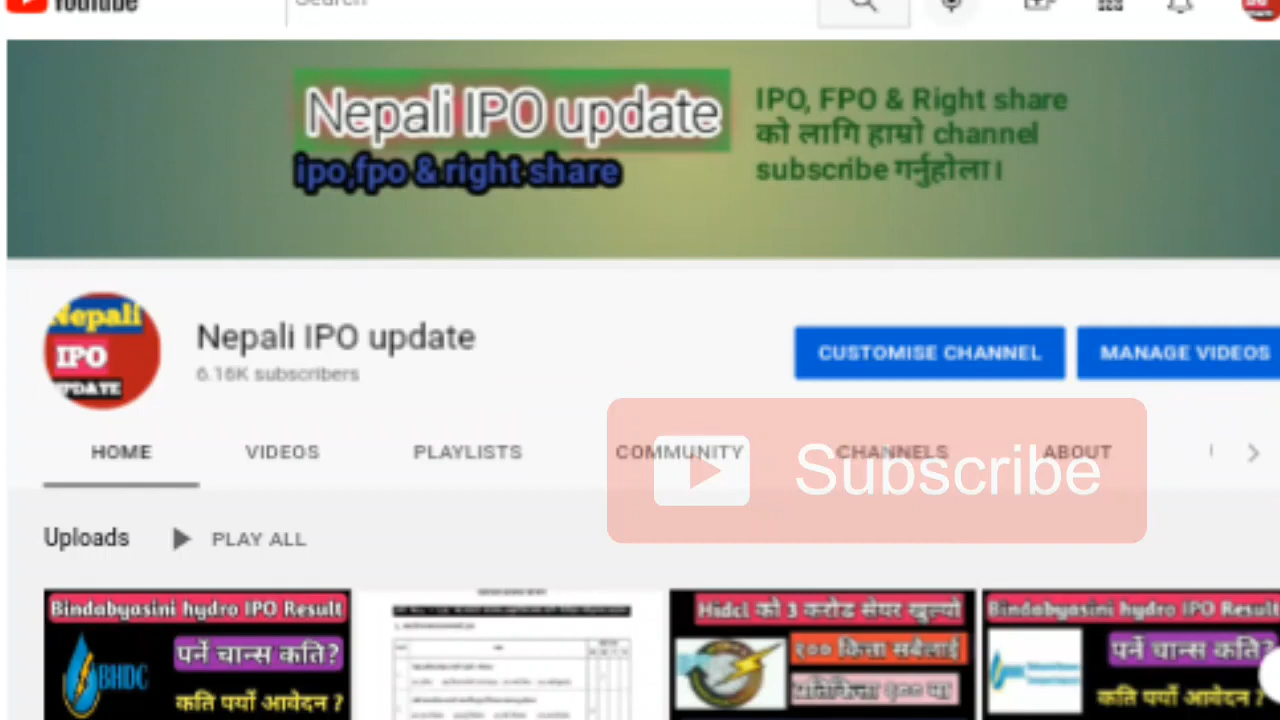 YouTube
Search
Nepali IPO update
ipo,fpo & right share
IPO, FPO & Right share
को लागि हाम्रो channel
subscribe गर्नुहोला।
Nepali
IPO
UPDATE
Nepali IPO update
6.16K subscribers
CUSTOMISE CHANNEL
MANAGE VIDEOS
HOME
VIDEOS
PLAYLISTS
COMMUNITY
CHANNELS
ABOUT
Subscribe
Uploads
PLAY ALL
Bindabyasini hydro IPO Result
पर्ने चान्स कति?
BHDC
कति पर्यो आवेदन ?
Hidcl को 3 करोड सेयर खुल्यो
१०० कित्ता सबैलाई
Bindabyasini hydro IPO Result
पर्ने चान्स कति?
कति पर्यो आवेदन ?